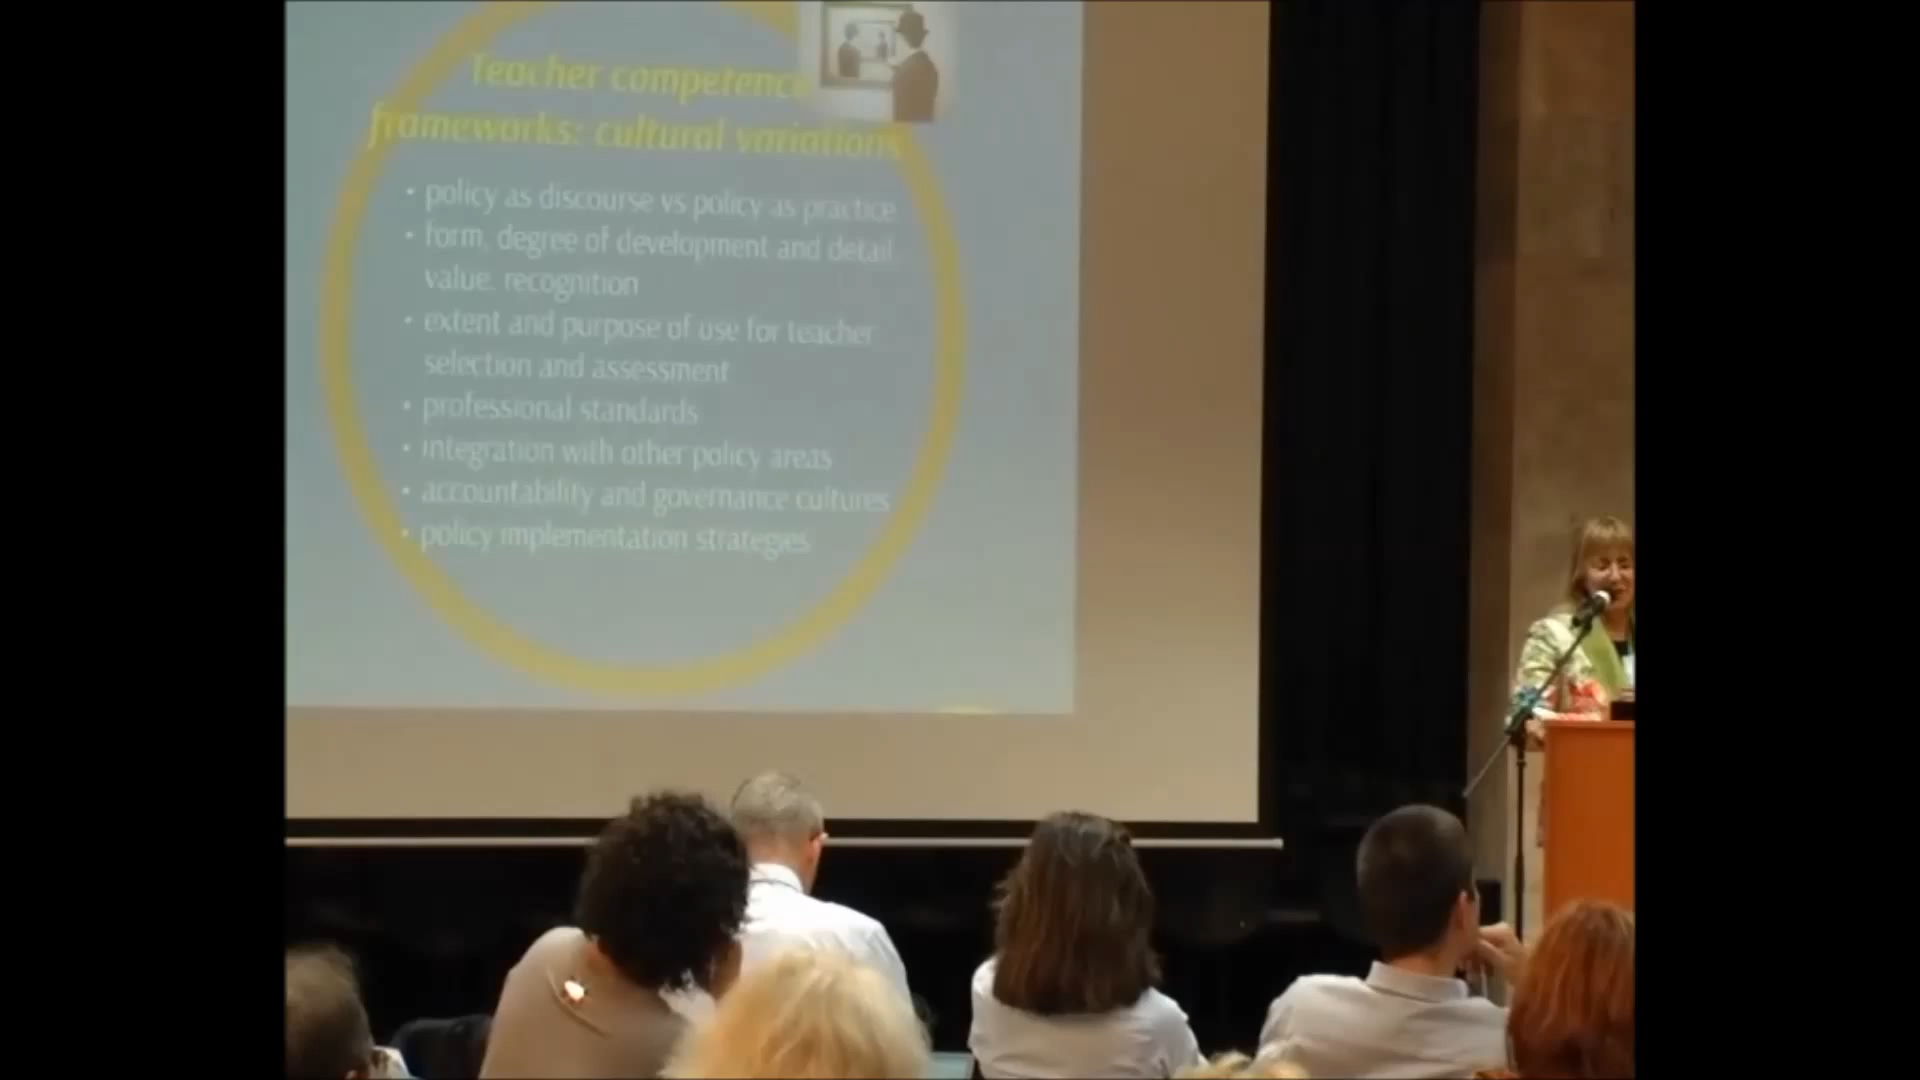 Teacher competence
frameworks: cultural variations
• policy as discourse vs policy as practice
• form, degree of development and detail,
value, recognition
• extent and purpose of use for teacher
selection and assessment
• professional standards
• integration with other policy areas
• accountability and governance cultures
• policy implementation strategies